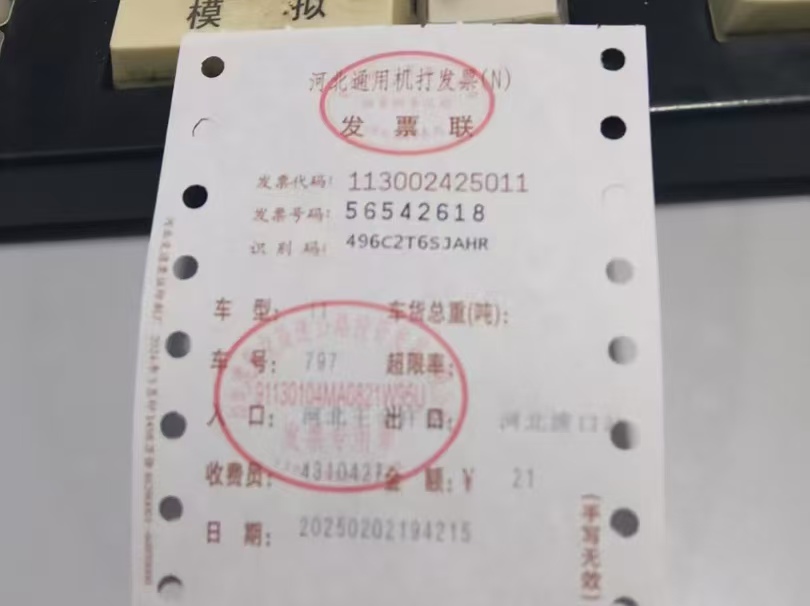 模 拟
河北通用机打发票(N)
发 票 联
发票代码: 113002425011
发票号码: 56542618
识 别 码: 496C2T6SJAHR
车 型: 11 车货总重(吨):
车 号: 797 超限率:
91130104MA0821W95U
入 口: 河北 出 口: 河北
发票专用章
收费员: 4310427 金 额: ¥ 21
日 期: 20250202194215
(手写无效)